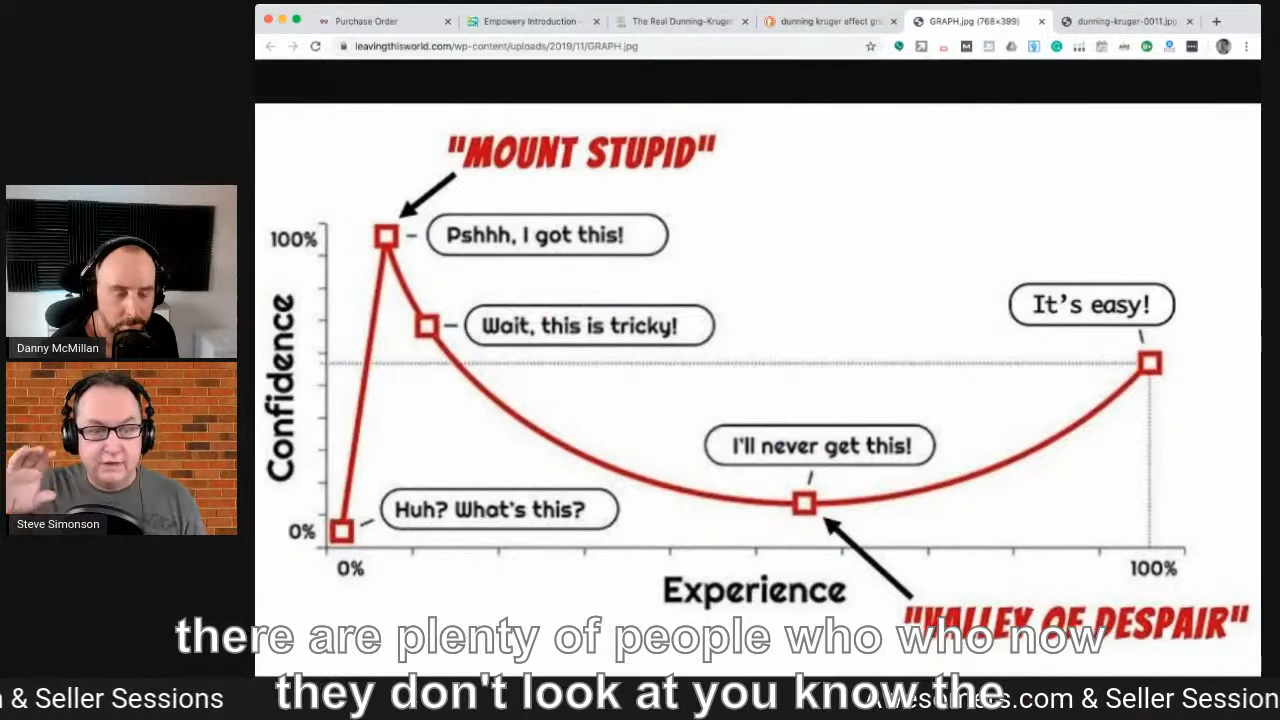 Purchase Order
Empowery Introduction -
The Real Dunning-Kruge
dunning kruger effect gra
GRAPH.jpg (768×399)
dunning-kruger-0011.jpg
leavingthisworld.com/wp-content/uploads/2019/11/GRAPH.jpg
"MOUNT STUPID"
100%
Pshhh, I got this!
It's easy!
Wait, this is tricky!
Confidence
I'll never get this!
Huh? What's this?
0%
0%
100%
Experience
"VALLEY OF DESPAIR"
Danny McMillan
Steve Simonson
there are plenty of people who who now
they don't look at you know the
& Seller Sessions
.com & Seller Session